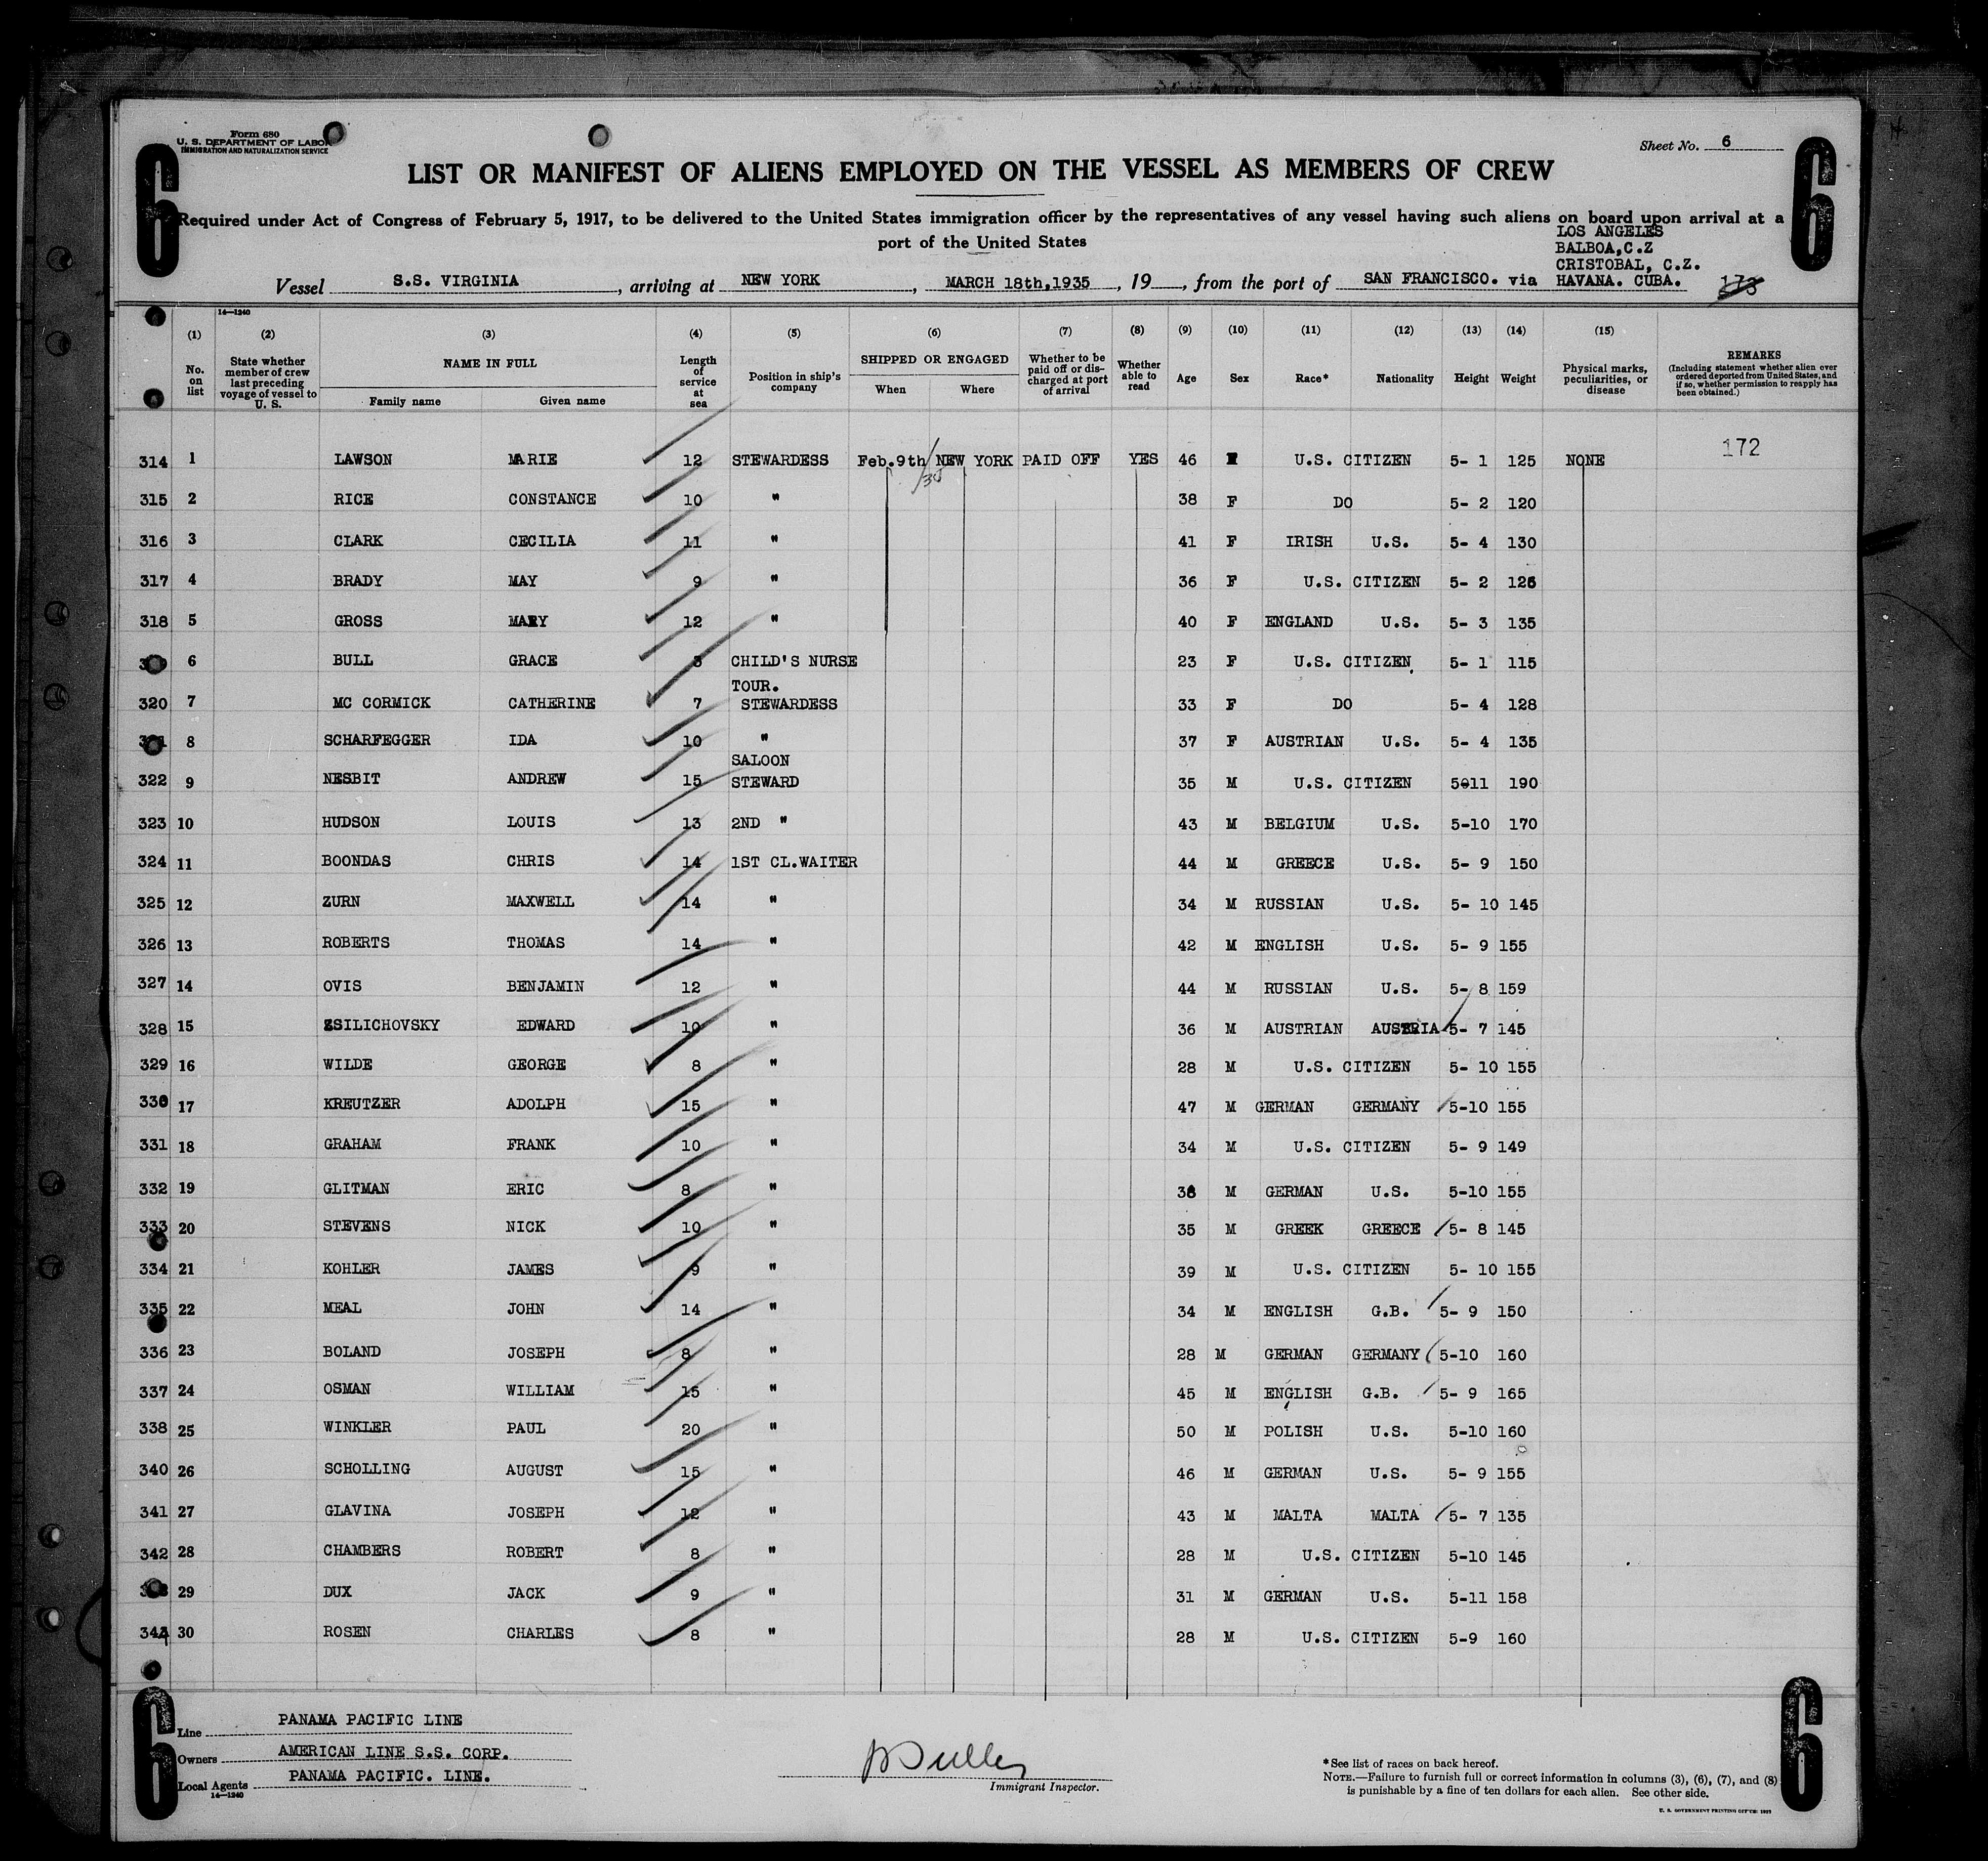 Form 680
U. S. DEPARTMENT OF LABOR
IMMIGRATION AND NATURALIZATION SERVICE
Sheet No. 6
6 6
LIST OR MANIFEST OF ALIENS EMPLOYED ON THE VESSEL AS MEMBERS OF CREW
Required under Act of Congress of February 5, 1917, to be delivered to the United States immigration officer by the representatives of any vessel having such aliens on board upon arrival at a
port of the United States
LOS ANGELES
BALBOA, C.Z
CRISTOBAL, C.Z.
Vessel S.S. VIRGINIA, arriving at NEW YORK, MARCH 18th, 1935, 19, from the port of SAN FRANCISCO. via HAVANA. CUBA. 173
14—1240
(1) (2) (3) (4) (5) (6) (7) (8) (9) (10) (11) (12) (13) (14) (15)
No. on list
State whether member of crew last preceding voyage of vessel to U. S.
NAME IN FULL
Family name Given name
Length of service at sea
Position in ship's company
SHIPPED OR ENGAGED
When Where
Whether to be paid off or discharged at port of arrival
Whether able to read
Age Sex Race* Nationality Height Weight
Physical marks, peculiarities, or disease
REMARKS
(Including statement whether alien ever ordered deported from United States, and if so, whether permission to reapply has been obtained.)
172
314 1 LAWSON MARIE 12 STEWARDESS Feb.9th/35 NEW YORK PAID OFF YES 46 F U.S. CITIZEN 5- 1 125 NONE
315 2 RICE CONSTANCE 10 " 38 F DO 5- 2 120
316 3 CLARK CECILIA 11 " 41 F IRISH U.S. 5- 4 130
317 4 BRADY MAY 9 " 36 F U.S. CITIZEN 5- 2 126
318 5 GROSS MARY 12 " 40 F ENGLAND U.S. 5- 3 135
6 BULL GRACE CHILD'S NURSE 23 F U.S. CITIZEN 5- 1 115
320 7 MC CORMICK CATHERINE 7 TOUR. STEWARDESS 33 F DO 5- 4 128
8 SCHARFEGGER IDA 10 " 37 F AUSTRIAN U.S. 5- 4 135
322 9 NESBIT ANDREW 15 SALOON STEWARD 35 M U.S. CITIZEN 5-11 190
323 10 HUDSON LOUIS 13 2ND " 43 M BELGIUM U.S. 5-10 170
324 11 BOONDAS CHRIS 14 1ST CL.WAITER 44 M GREECE U.S. 5- 9 150
325 12 ZURN MAXWELL 14 " 34 M RUSSIAN U.S. 5- 10 145
326 13 ROBERTS THOMAS 14 " 42 M ENGLISH U.S. 5- 9 155
327 14 OVIS BENJAMIN 12 " 44 M RUSSIAN U.S. 5- 8 159
328 15 ZSILICHOVSKY EDWARD 10 " 36 M AUSTRIAN AUSTRIA 5- 7 145
329 16 WILDE GEORGE 8 " 28 M U.S. CITIZEN 5- 10 155
330 17 KREUTZER ADOLPH 15 " 47 M GERMAN GERMANY 5-10 155
331 18 GRAHAM FRANK 10 " 34 M U.S. CITIZEN 5- 9 149
332 19 GLITMAN ERIC 8 " 38 M GERMAN U.S. 5-10 155
333 20 STEVENS NICK 10 " 35 M GREEK GREECE 5- 8 145
334 21 KOHLER JAMES 9 " 39 M U.S. CITIZEN 5- 10 155
335 22 MEAL JOHN 14 " 34 M ENGLISH G.B. 5- 9 150
336 23 BOLAND JOSEPH 8 " 28 M GERMAN GERMANY 5-10 160
337 24 OSMAN WILLIAM 15 " 45 M ENGLISH G.B. 5- 9 165
338 25 WINKLER PAUL 20 " 50 M POLISH U.S. 5-10 160
340 26 SCHOLLING AUGUST 15 " 46 M GERMAN U.S. 5- 9 155
341 27 GLAVINA JOSEPH 12 " 43 M MALTA MALTA 5- 7 135
342 28 CHAMBERS ROBERT 8 " 28 M U.S. CITIZEN 5-10 145
29 DUX JACK 9 " 31 M GERMAN U.S. 5-11 158
344 30 ROSEN CHARLES 8 " 28 M U.S. CITIZEN 5-9 160
6 6
Line PANAMA PACIFIC LINE
Owners AMERICAN LINE S.S. CORP.
Local Agents PANAMA PACIFIC. LINE.
14—1240
Immigrant Inspector.
*See list of races on back hereof.
NOTE.—Failure to furnish full or correct information in columns (3), (6), (7), and (8)
is punishable by a fine of ten dollars for each alien. See other side.
U. S. GOVERNMENT PRINTING OFFICE: